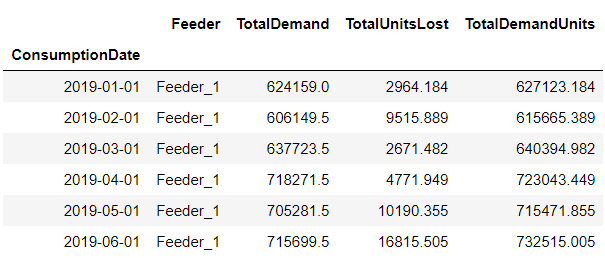 Feeder TotalDemand TotalUnitsLost TotalDemandUnits
ConsumptionDate
2019-01-01 Feeder_1 624159.0 2964.184 627123.184
2019-02-01 Feeder_1 606149.5 9515.889 615665.389
2019-03-01 Feeder_1 637723.5 2671.482 640394.982
2019-04-01 Feeder_1 718271.5 4771.949 723043.449
2019-05-01 Feeder_1 705281.5 10190.355 715471.855
2019-06-01 Feeder_1 715699.5 16815.505 732515.005